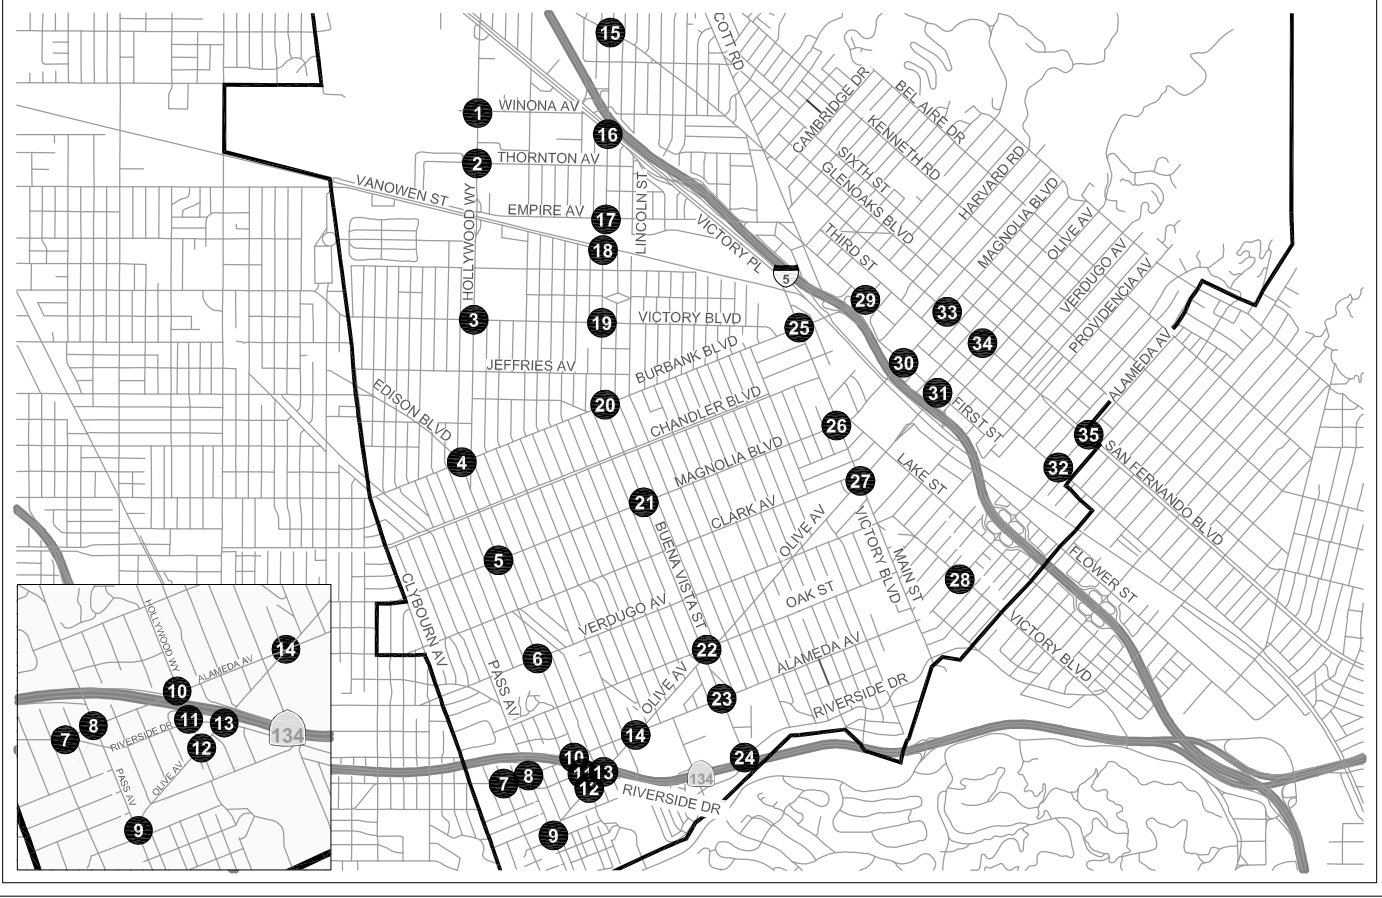 15
SCOTT RD
BEL AIRE DR
CAMBRIDGE DR
1
WINONA AV
KENNETH RD
16
2
THORNTON AV
SIXTH ST
HARVARD RD
GLENOAKS BLVD
VANOWEN ST
HOLLYWOOD WY
EMPIRE AV
17
LINCOLN ST
MAGNOLIA BLVD
OLIVE AV
VICTORY PL
THIRD ST
18
VERDUGO AV
5
PROVIDENCIA AV
29
33
3
19
VICTORY BLVD
25
34
ALAMEDA AV
JEFFRIES AV
BURBANK BLVD
30
EDISON BLVD
20
CHANDLER BLVD
31
FIRST ST
26
35
4
MAGNOLIA BLVD
LAKE ST
32
SAN FERNANDO BLVD
27
21
CLARK AV
OLIVE AV
BUENA VISTA ST
VICTORY BLVD
MAIN ST
FLOWER ST
5
28
CLYBOURN AV
OAK ST
VERDUGO AV
VICTORY BLVD
22
ALAMEDA AV
6
PASS AV
OLIVE AV
23
RIVERSIDE DR
14
24
10
11
13
12
7
8
134
RIVERSIDE DR
9
HOLLYWOOD WY
14
ALAMEDA AV
10
11
13
8
7
RIVERSIDE DR
134
12
PASS AV
OLIVE AV
9